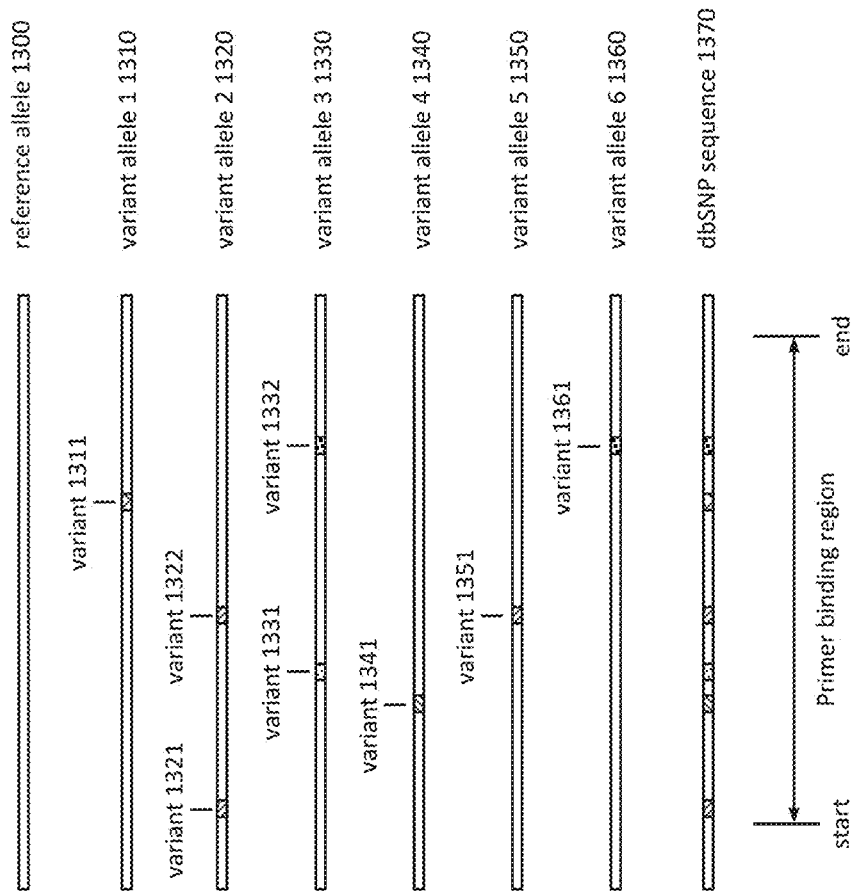 reference allele 1300
variant 1311
variant allele 1 1310
variant 1321
variant 1322
variant allele 2 1320
variant 1331
variant 1332
variant allele 3 1330
variant 1341
variant allele 4 1340
variant 1351
variant allele 5 1350
variant 1361
variant allele 6 1360
dbSNP sequence 1370
start
Primer binding region
end